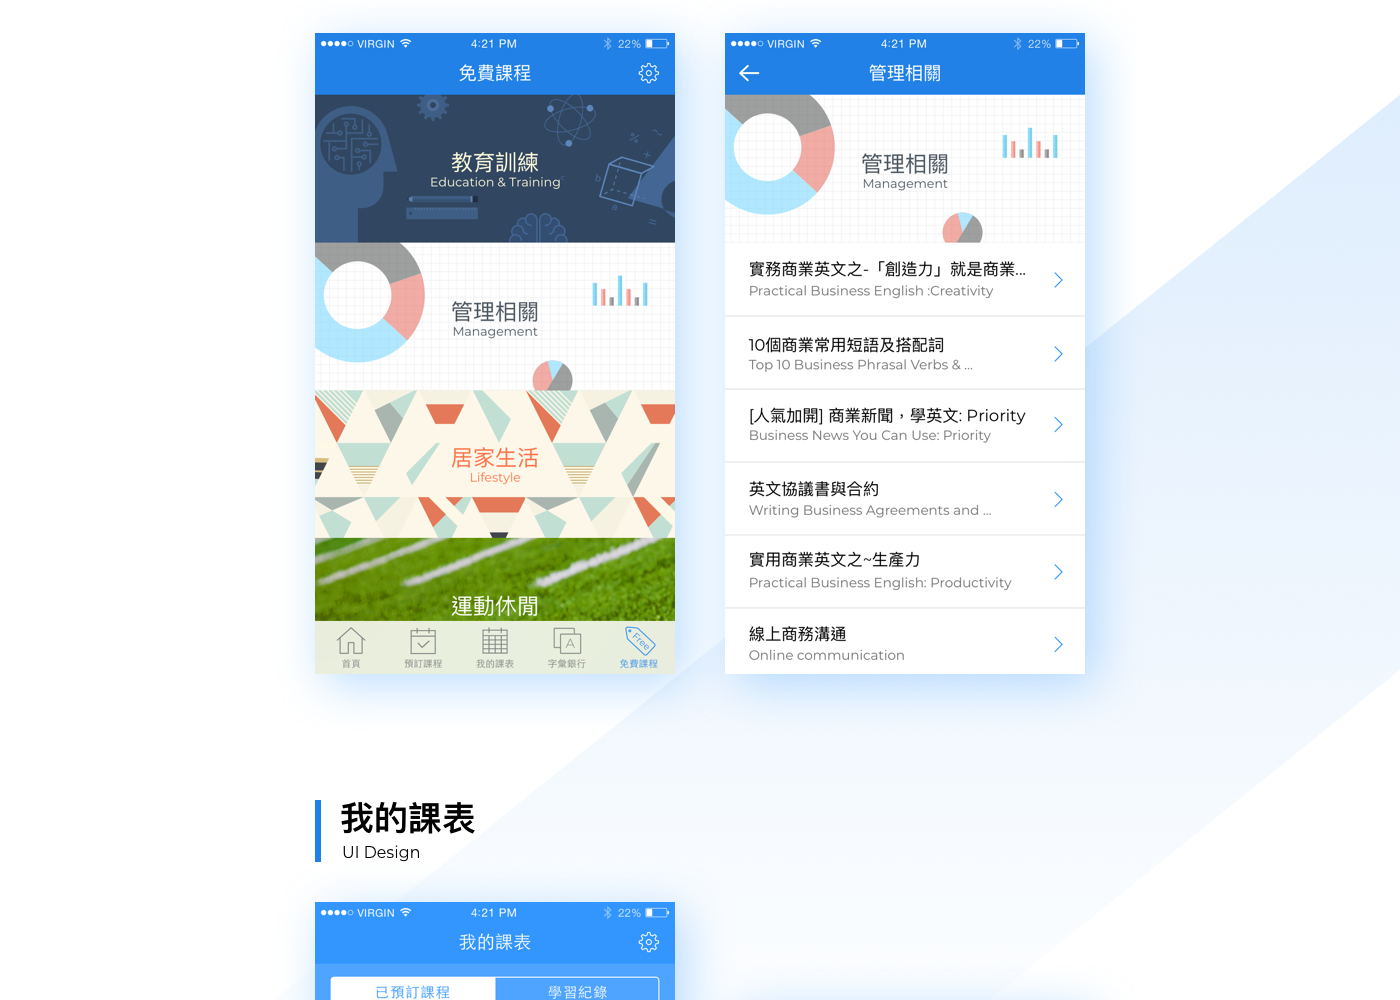 VIRGIN 4:21 PM 22%
免費課程
教育訓練
Education & Training
管理相關
Management
居家生活
Lifestyle
運動休閒
首頁 預訂課程 我的課表 字彙銀行 免費課程
A
Free
VIRGIN 4:21 PM 22%
管理相關
管理相關
Management
實務商業英文之-「創造力」就是商業...
Practical Business English :Creativity
10個商業常用短語及搭配詞
Top 10 Business Phrasal Verbs & ...
[人氣加開] 商業新聞，學英文: Priority
Business News You Can Use: Priority
英文協議書與合約
Writing Business Agreements and ...
實用商業英文之~生產力
Practical Business English: Productivity
線上商務溝通
Online communication
我的課表
UI Design
VIRGIN 4:21 PM 22%
我的課表
已預訂課程 學習紀錄